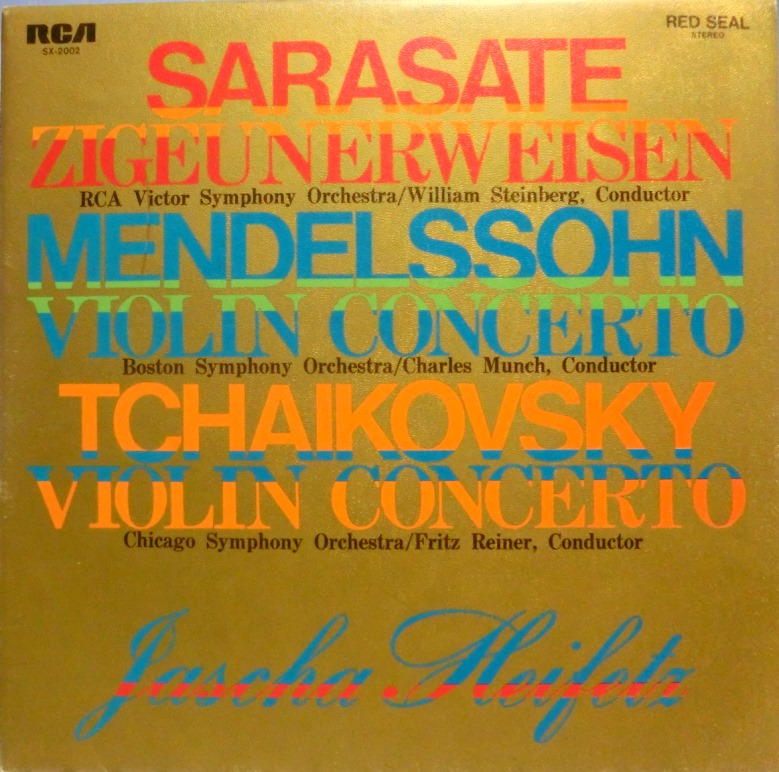 RCA
SX-2002
RED SEAL
STEREO
SARASATE
ZIGEUNERWEISEN
RCA Victor Symphony Orchestra/William Steinberg, Conductor
MENDELSSOHN
VIOLIN CONCERTO
Boston Symphony Orchestra/Charles Munch, Conductor
TCHAIKOVSKY
VIOLIN CONCERTO
Chicago Symphony Orchestra/Fritz Reiner, Conductor
Jascha Heifetz